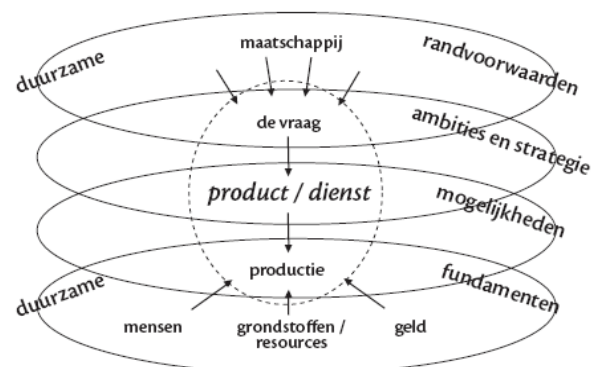 maatschappij
duurzame
randvoorwaarden
de vraag
ambities en strategie
product / dienst
mogelijkheden
productie
duurzame
fundamenten
mensen
grondstoffen /
resources
geld